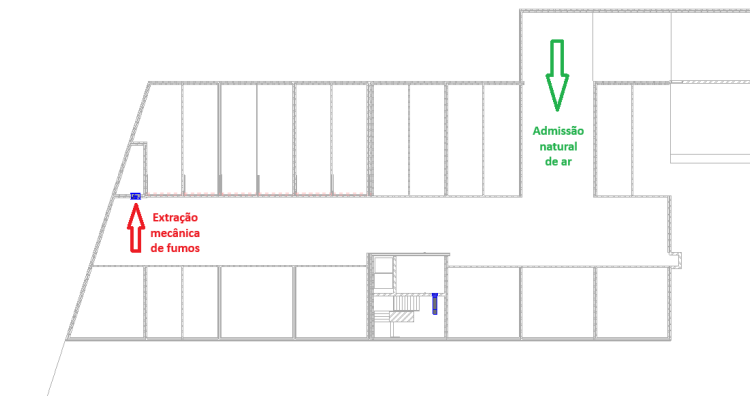 Admissão
natural
de ar
Extração
mecânica
de fumos